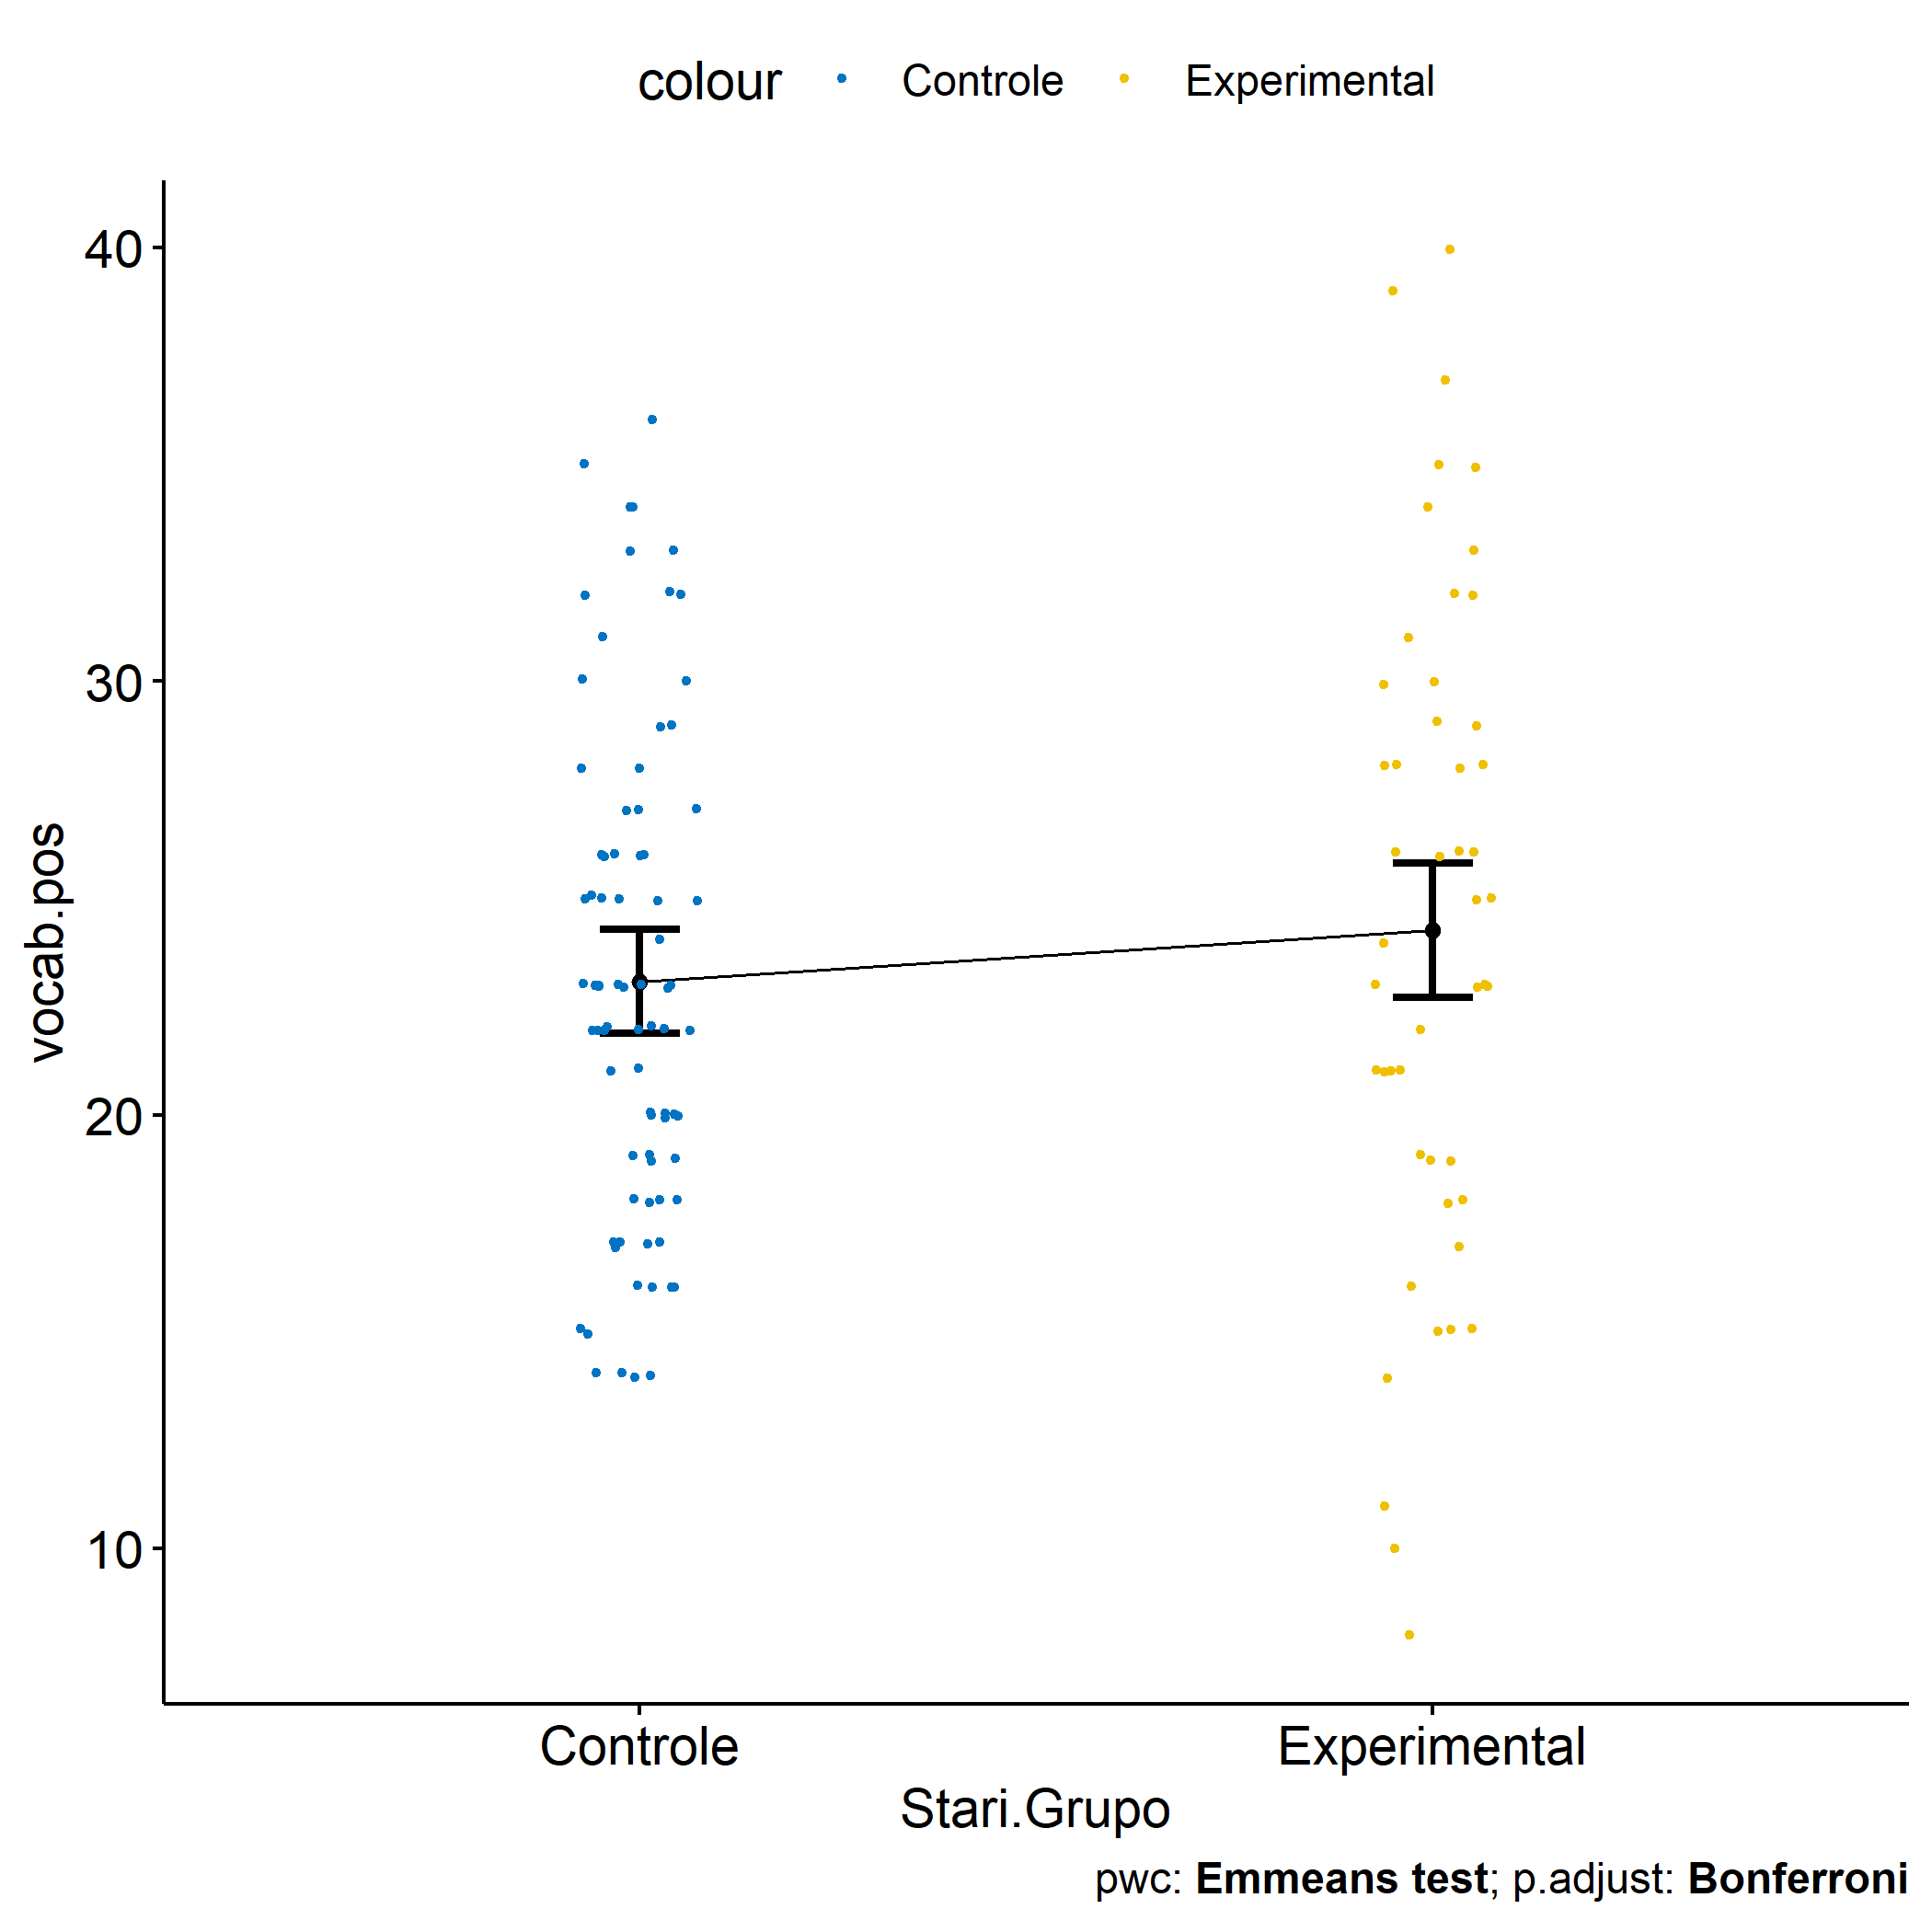 colour Controle Experimental
40
30
20
10
vocab.pos
Controle Experimental
Stari.Grupo
pwc: Emmeans test; p.adjust: Bonferroni